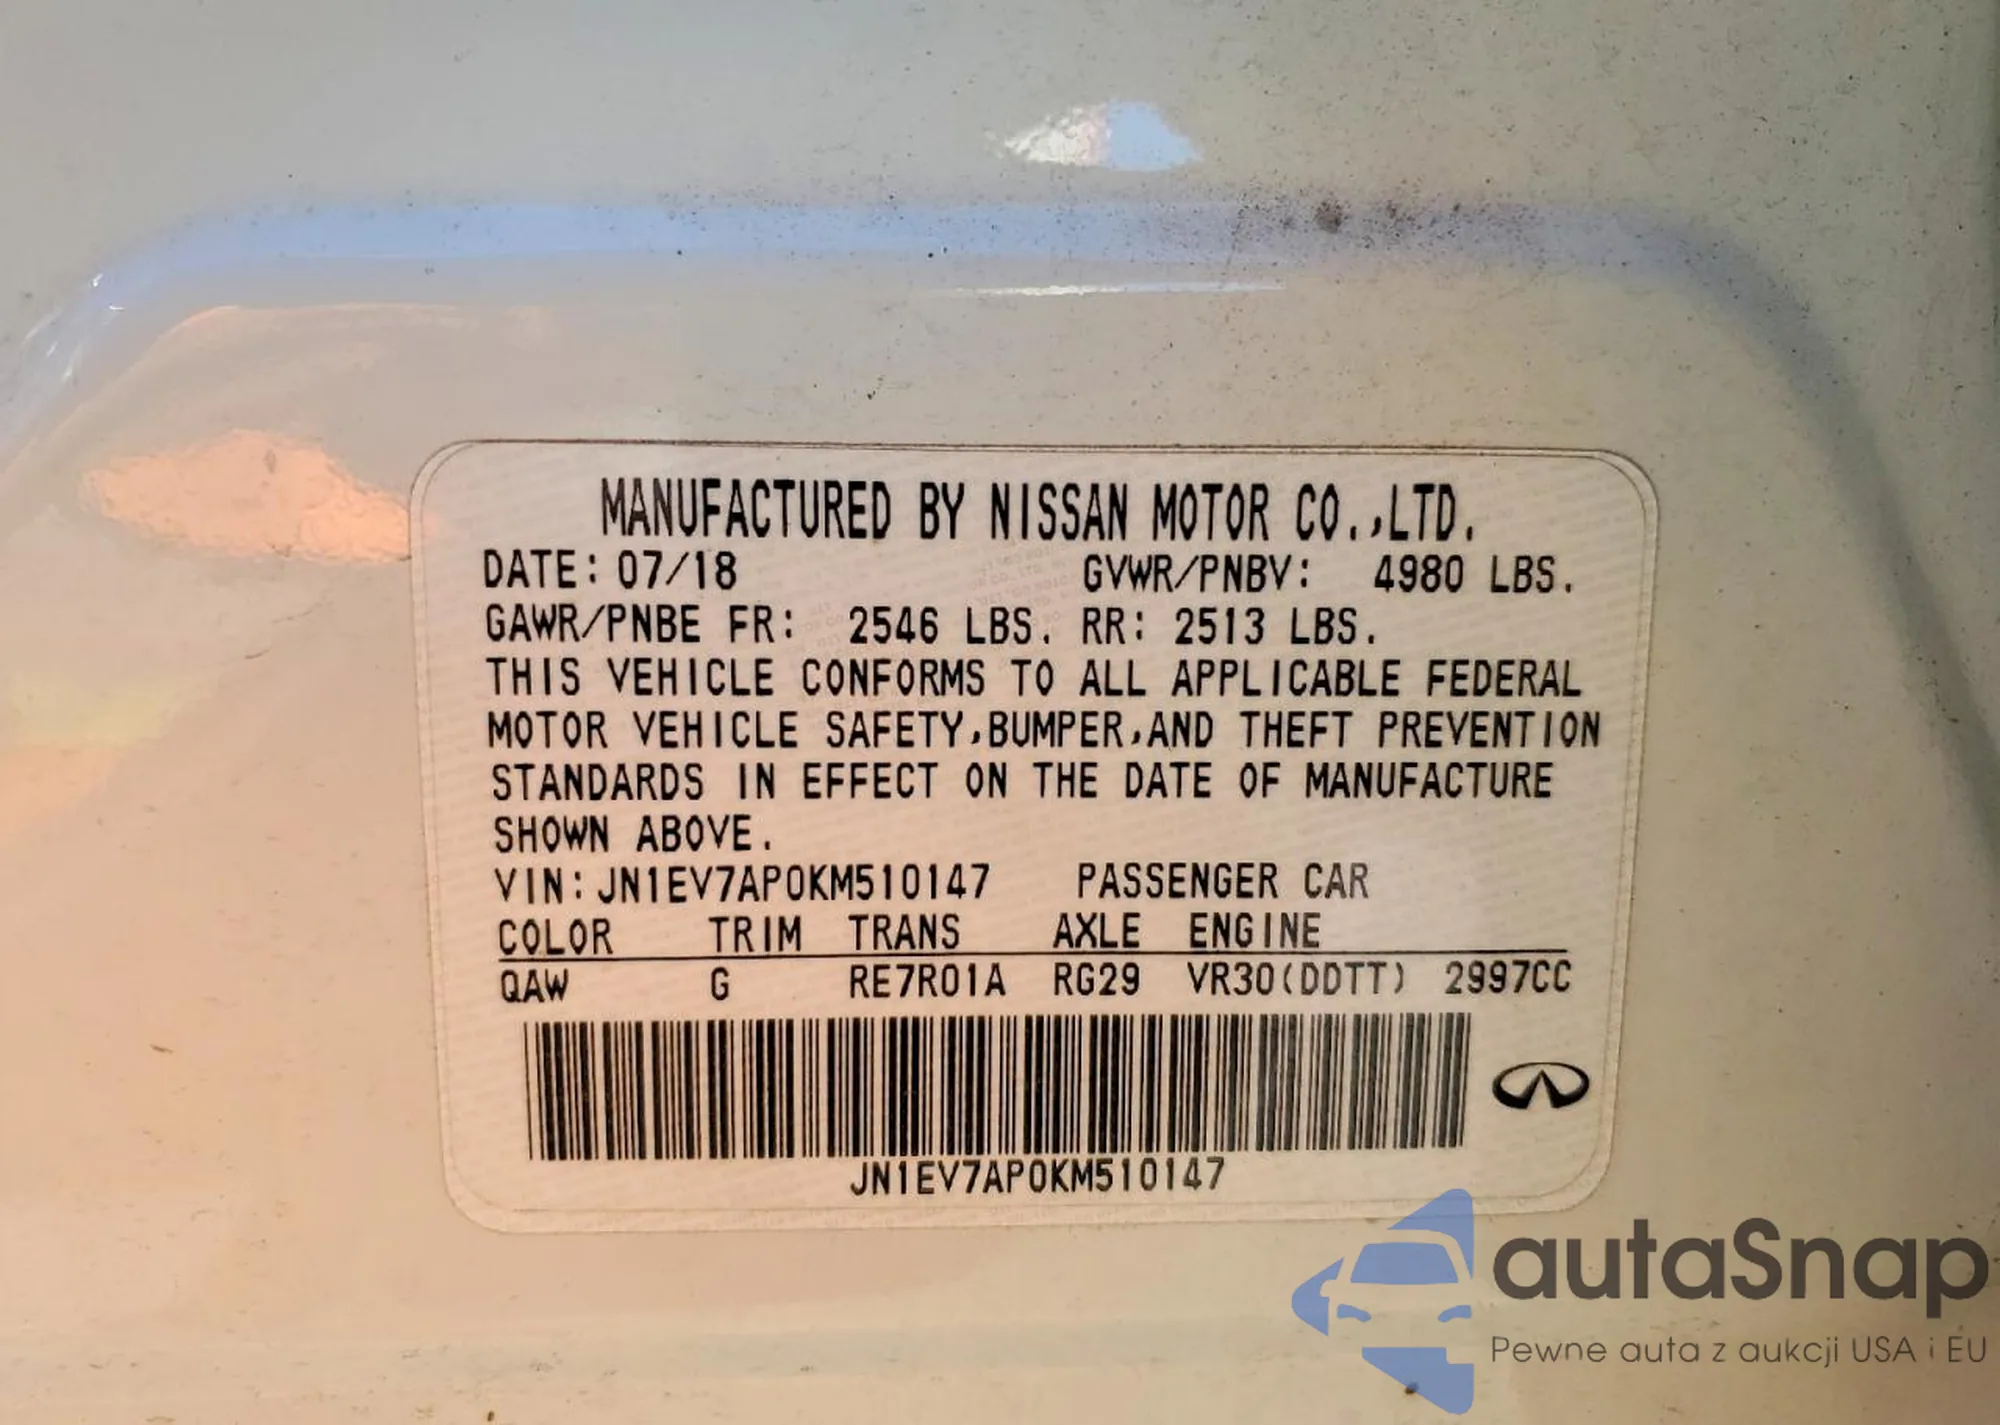 MANUFACTURED BY NISSAN MOTOR CO.,LTD.
DATE: 07/18 GVWR/PNBV: 4980 LBS.
GAWR/PNBE FR: 2546 LBS. RR: 2513 LBS.
THIS VEHICLE CONFORMS TO ALL APPLICABLE FEDERAL
MOTOR VEHICLE SAFETY,BUMPER,AND THEFT PREVENTION
STANDARDS IN EFFECT ON THE DATE OF MANUFACTURE
SHOWN ABOVE.
VIN: JN1EV7AP0KM510147 PASSENGER CAR
COLOR TRIM TRANS AXLE ENGINE
QAW G RE7R01A RG29 VR30(DDTT) 2997CC
JN1EV7AP0KM510147
autaSnap
Pewne auta z aukcji USA i EU